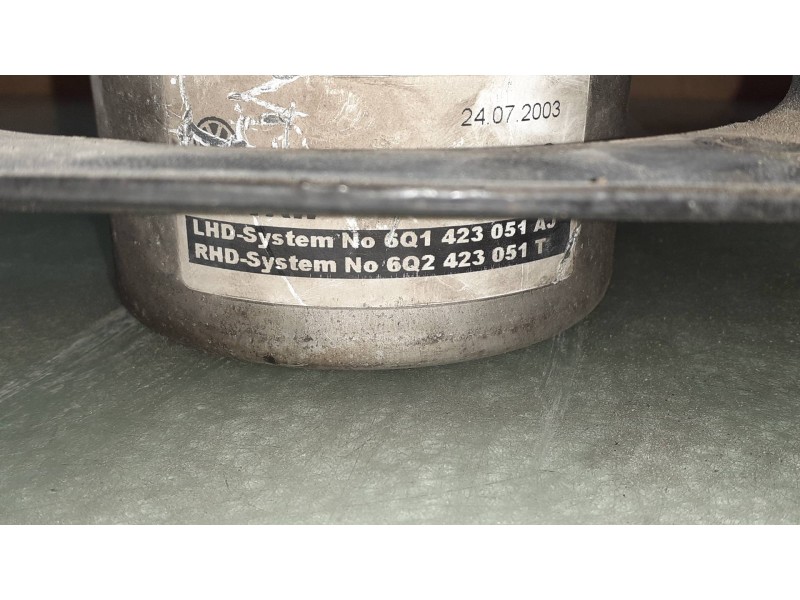 24.07.2003
LHD-System No 6Q1 423 051 AJ
RHD-System No 6Q2 423 051 T